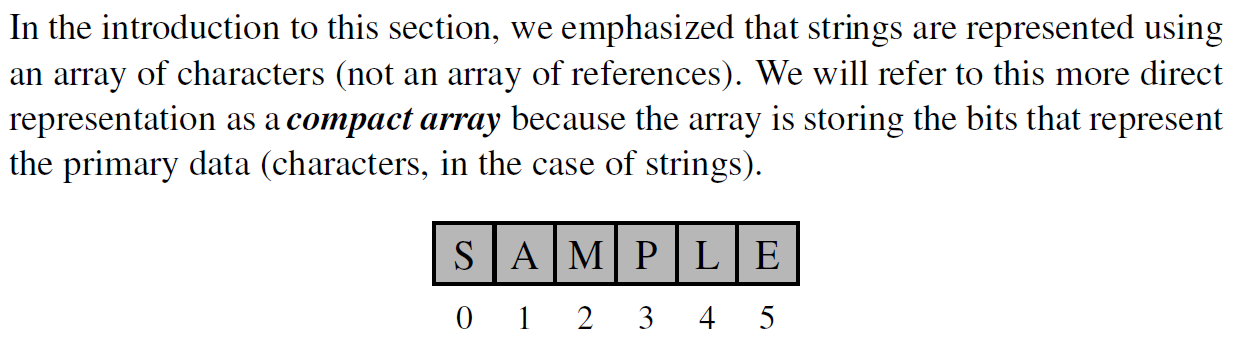 In the introduction to this section, we emphasized that strings are represented using
an array of characters (not an array of references). We will refer to this more direct
representation as a compact array because the array is storing the bits that represent
the primary data (characters, in the case of strings).
S A M P L E
0 1 2 3 4 5